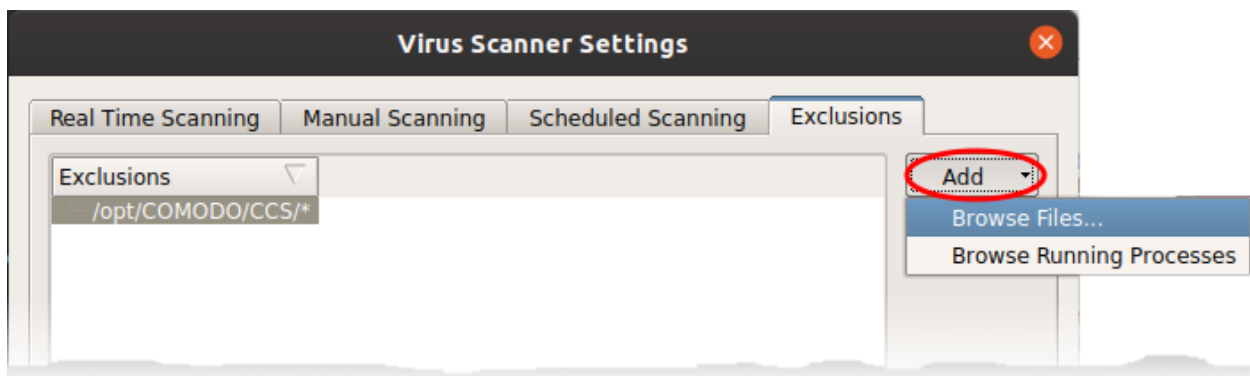 Virus Scanner Settings
Real Time Scanning Manual Scanning Scheduled Scanning Exclusions
Exclusions Add
/opt/COMODO/CCS/*
Browse Files...
Browse Running Processes